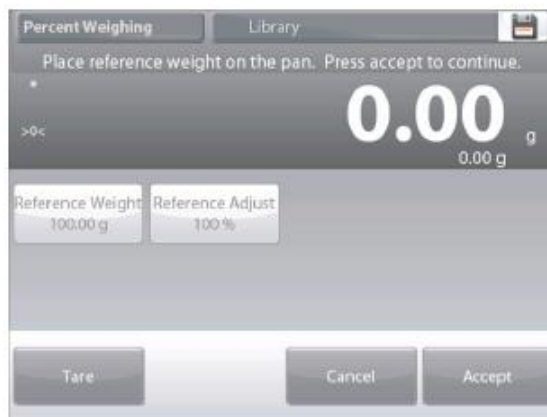 Percent Weighing Library
Place reference weight on the pan. Press accept to continue.
*
>0<
0.00 g
0.00 g
Reference Weight Reference Adjust
100.00 g 100 %
Tare Cancel Accept